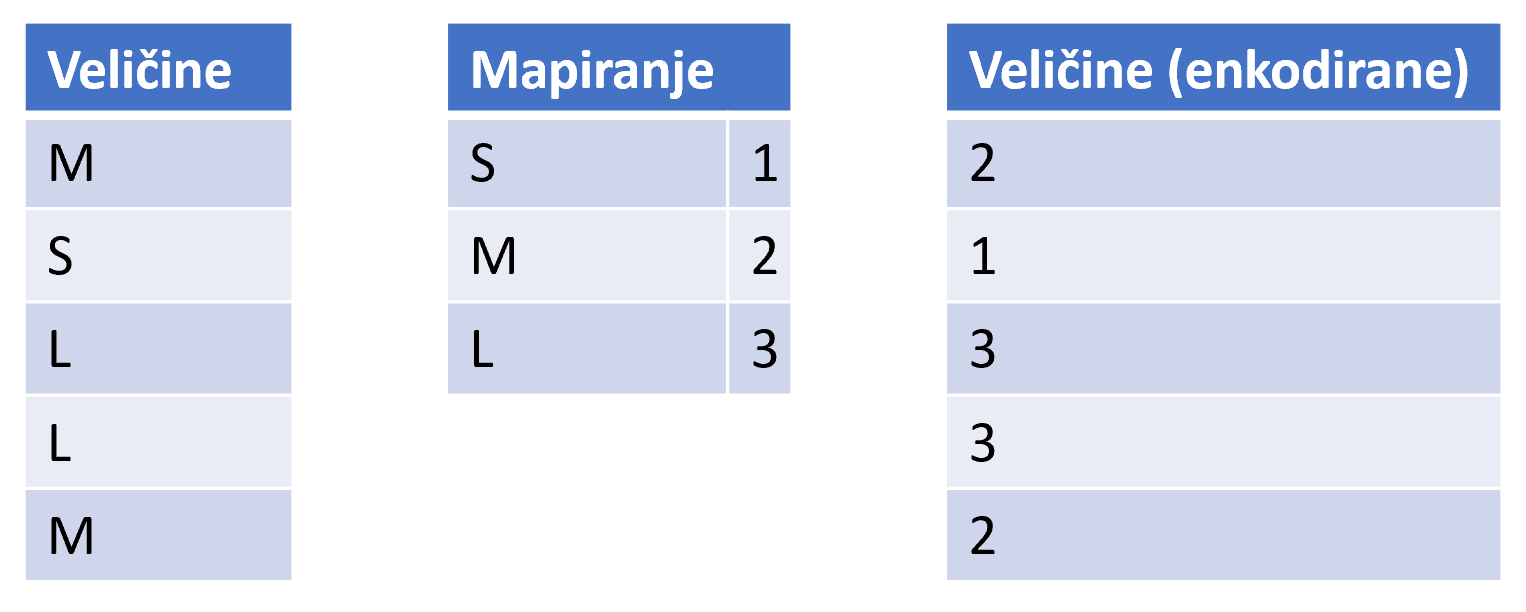 Veličine
M
S
L
L
M
Mapiranje
S 1
M 2
L 3
Veličine (enkodirane)
2
1
3
3
2